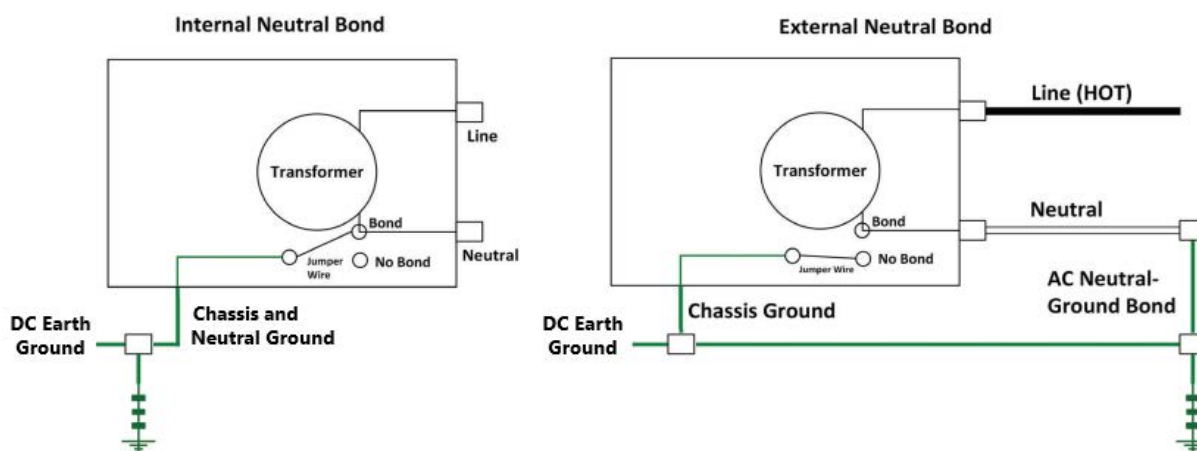 Internal Neutral Bond
Transformer
Line
Bond
Neutral
Jumper
Wire
No Bond
Chassis and
Neutral Ground
DC Earth
Ground
External Neutral Bond
Line (HOT)
Transformer
Neutral
Bond
No Bond
Jumper Wire
AC Neutral-
Ground Bond
Chassis Ground
DC Earth
Ground